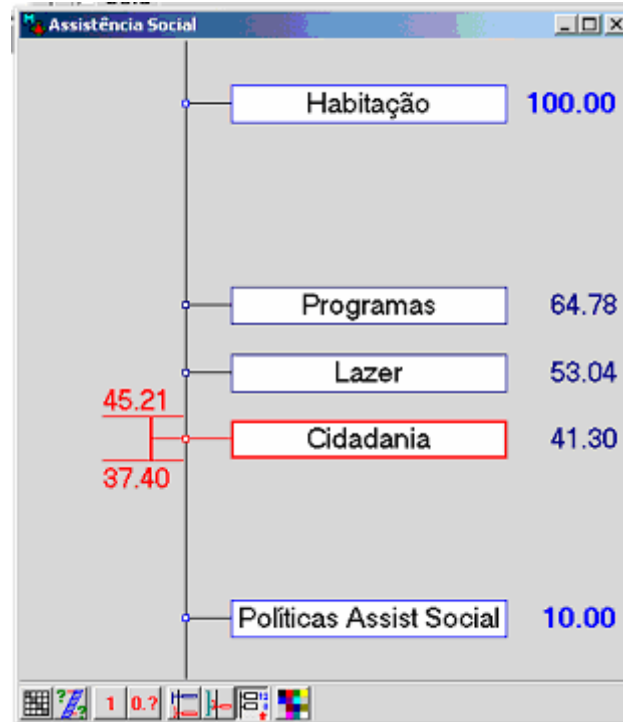 Assistência Social
Habitação 100.00
Programas 64.78
Lazer 53.04
45.21
Cidadania 41.30
37.40
Políticas Assist Social 10.00
1 0.?